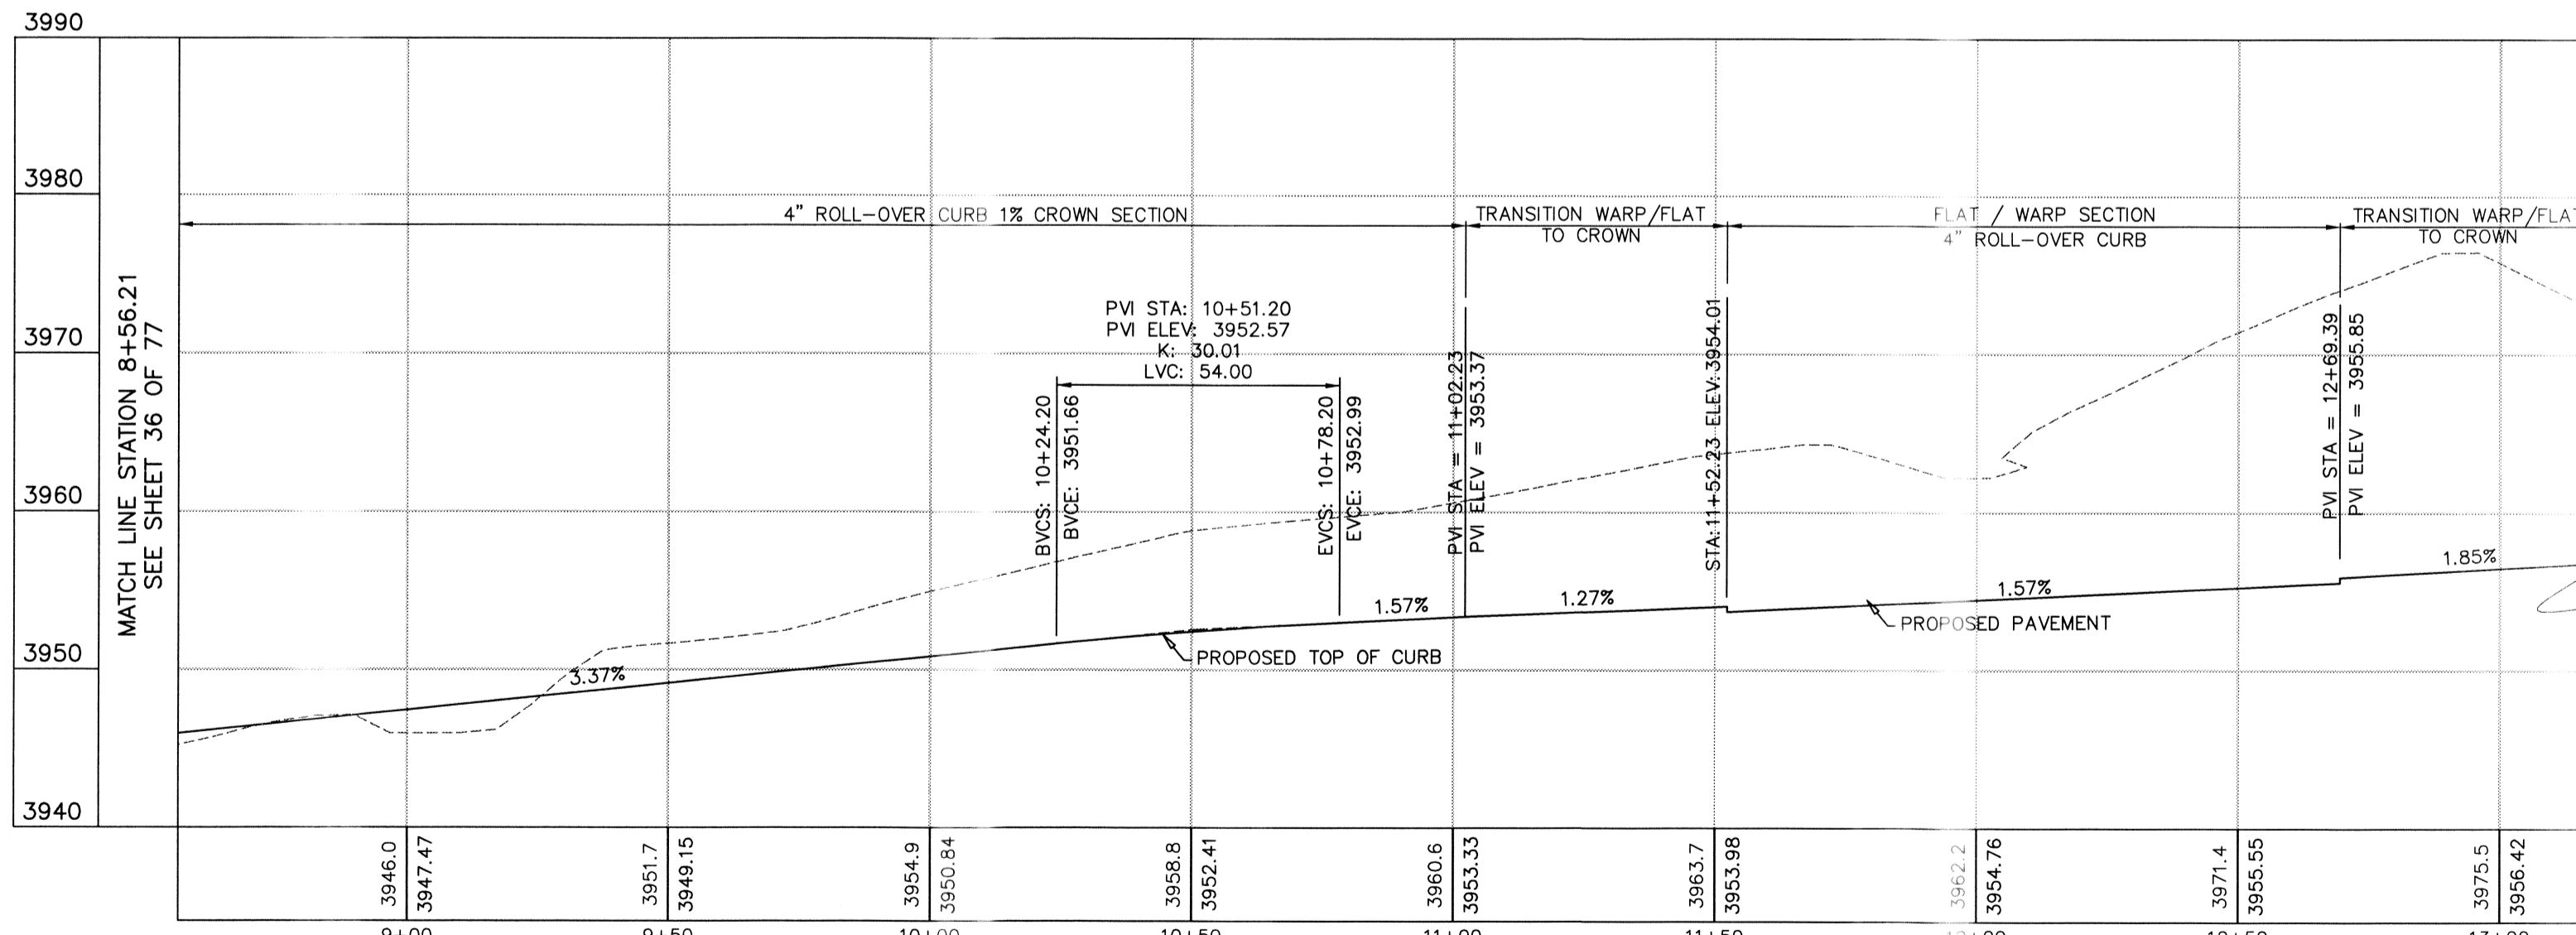 3990
3980
3970
3960
3950
3940
MATCH LINE STATION 8+56.21
SEE SHEET 36 OF 77
4" ROLL-OVER CURB 1% CROWN SECTION
TRANSITION WARP/FLAT
TO CROWN
FLAT / WARP SECTION
4" ROLL-OVER CURB
TRANSITION WARP/FLAT
TO CROWN
PVI STA: 10+51.20
PVI ELEV: 3952.57
K: 30.01
LVC: 54.00
BVCS: 10+24.20
BVCE: 3951.66
EVCS: 10+78.20
EVCE: 3952.99
PVI STA = 11+02.23
PVI ELEV = 3953.37
STA:11+52.23 ELEV:3954.01
PVI STA = 12+69.39
PVI ELEV = 3955.85
3.37%
1.57%
1.27%
1.57%
1.85%
PROPOSED TOP OF CURB
PROPOSED PAVEMENT
3946.0
3947.47
3951.7
3949.15
3954.9
3950.84
3958.8
3952.41
3960.6
3953.33
3963.7
3953.98
3962.2
3954.76
3971.4
3955.55
3975.5
3956.42